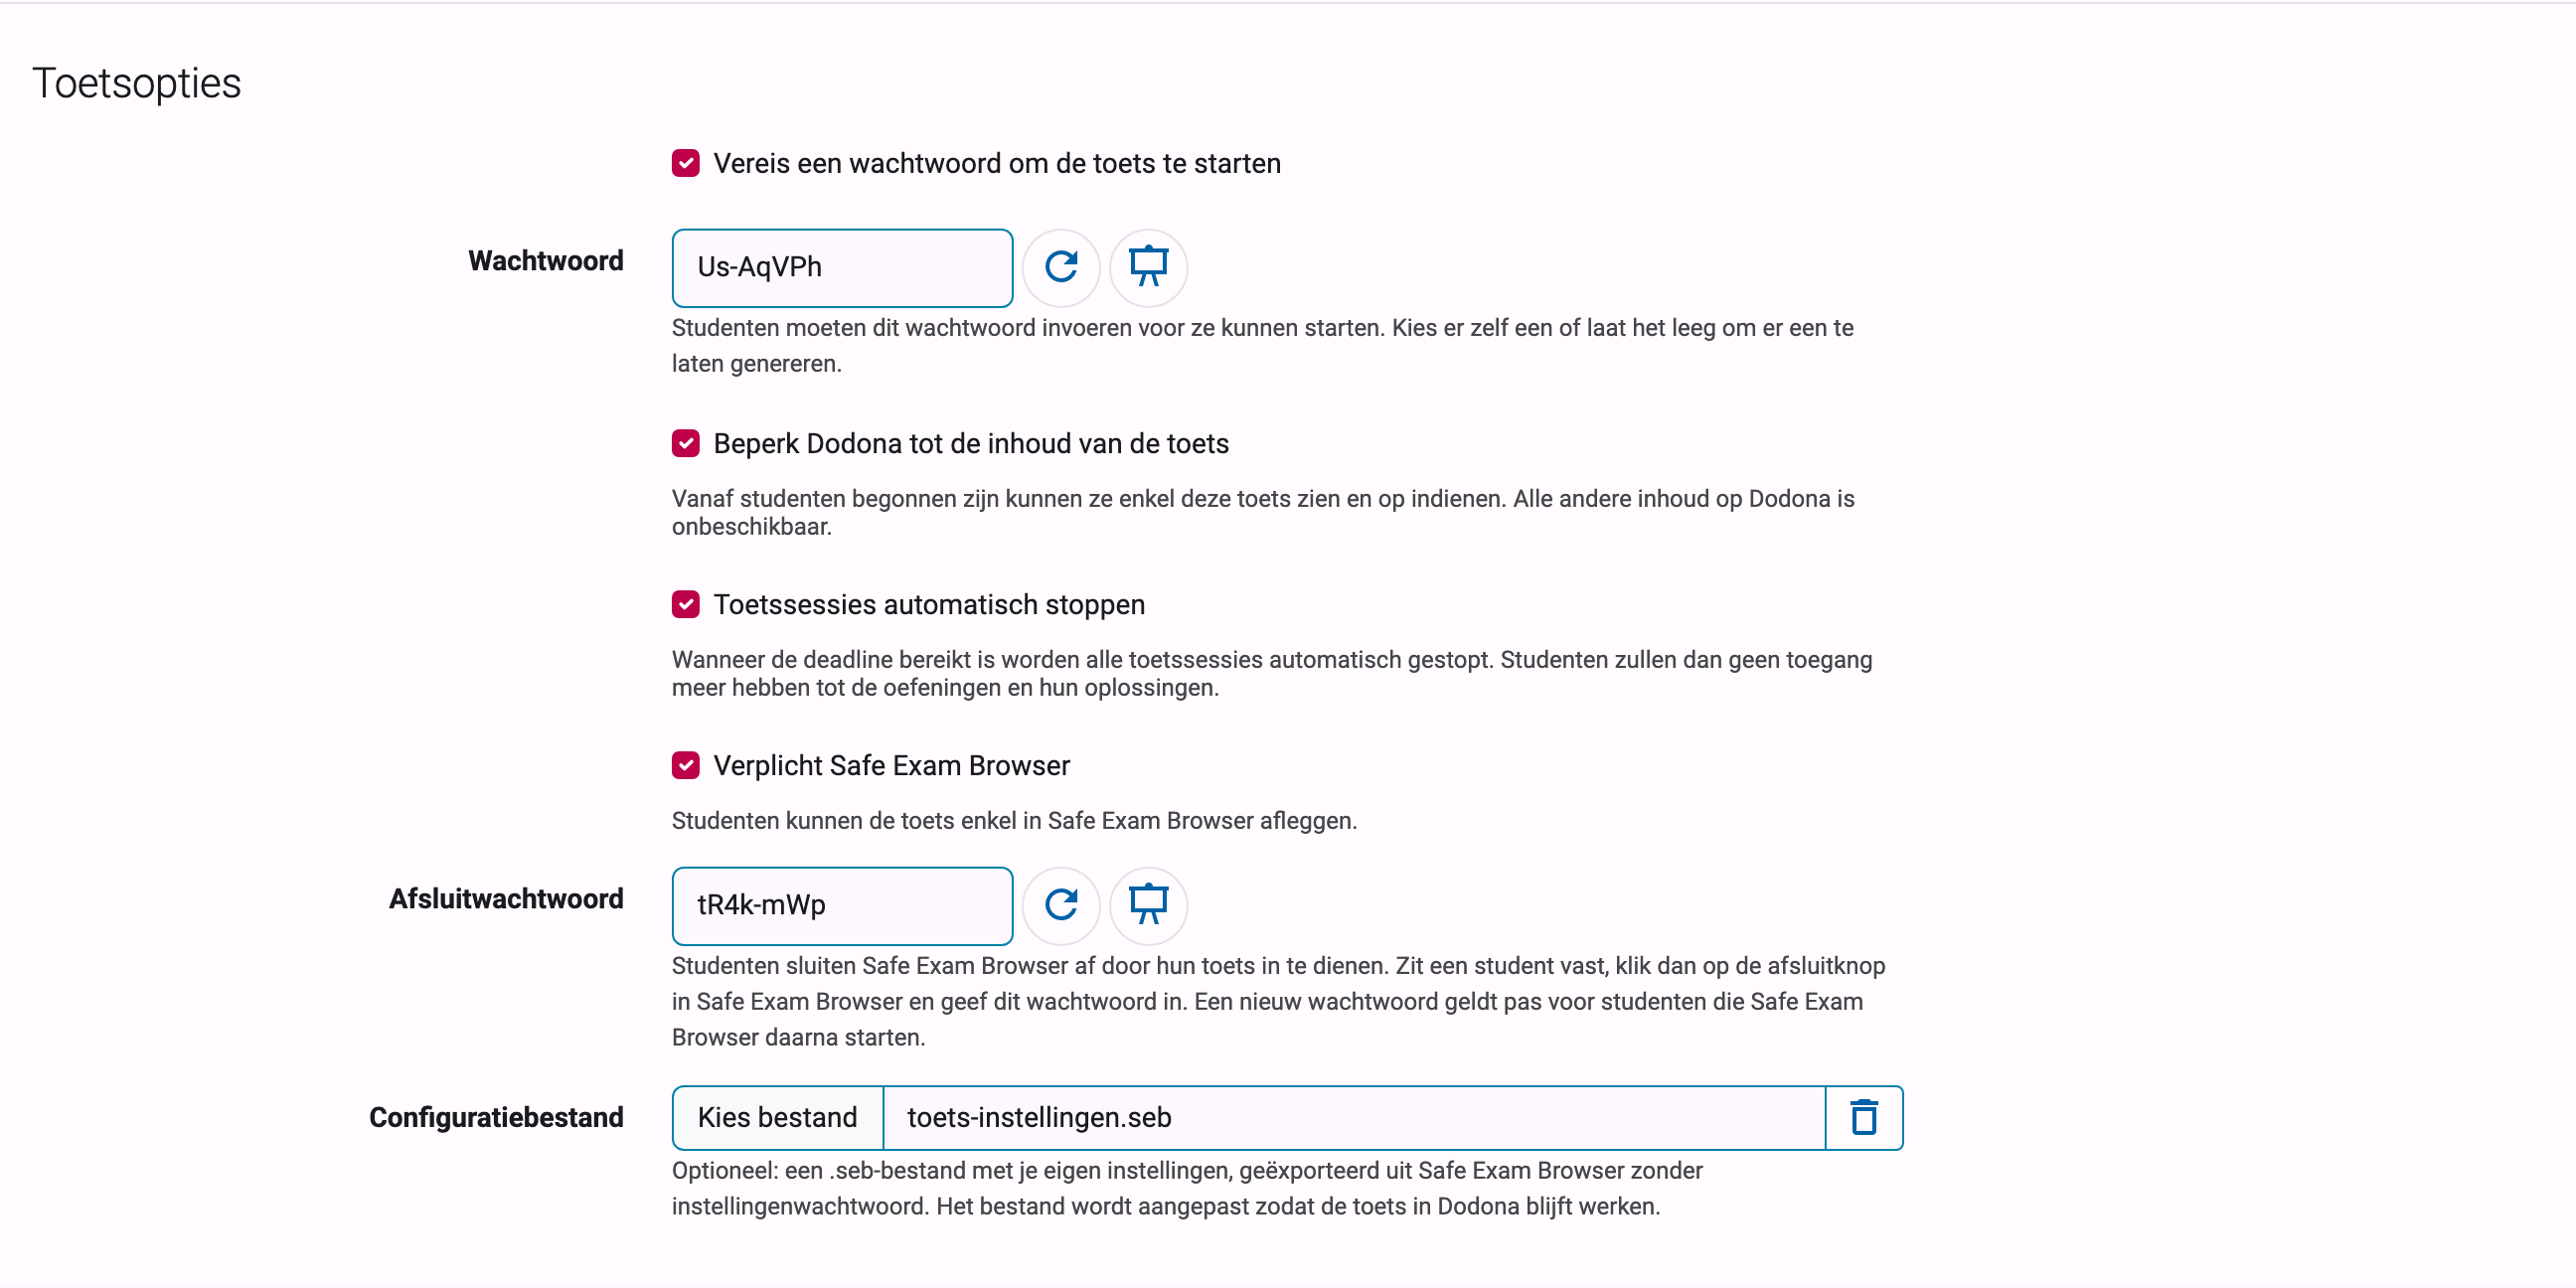 Toetsopties
Vereis een wachtwoord om de toets te starten
Wachtwoord
Us-AqVPh
Studenten moeten dit wachtwoord invoeren voor ze kunnen starten. Kies er zelf een of laat het leeg om er een te
laten genereren.
Beperk Dodona tot de inhoud van de toets
Vanaf studenten begonnen zijn kunnen ze enkel deze toets zien en op indienen. Alle andere inhoud op Dodona is
onbeschikbaar.
Toetssessies automatisch stoppen
Wanneer de deadline bereikt is worden alle toetssessies automatisch gestopt. Studenten zullen dan geen toegang
meer hebben tot de oefeningen en hun oplossingen.
Verplicht Safe Exam Browser
Studenten kunnen de toets enkel in Safe Exam Browser afleggen.
Afsluitwachtwoord
tR4k-mWp
Studenten sluiten Safe Exam Browser af door hun toets in te dienen. Zit een student vast, klik dan op de afsluitknop
in Safe Exam Browser en geef dit wachtwoord in. Een nieuw wachtwoord geldt pas voor studenten die Safe Exam
Browser daarna starten.
Configuratiebestand
Kies bestand toets-instellingen.seb
Optioneel: een .seb-bestand met je eigen instellingen, geëxporteerd uit Safe Exam Browser zonder
instellingenwachtwoord. Het bestand wordt aangepast zodat de toets in Dodona blijft werken.